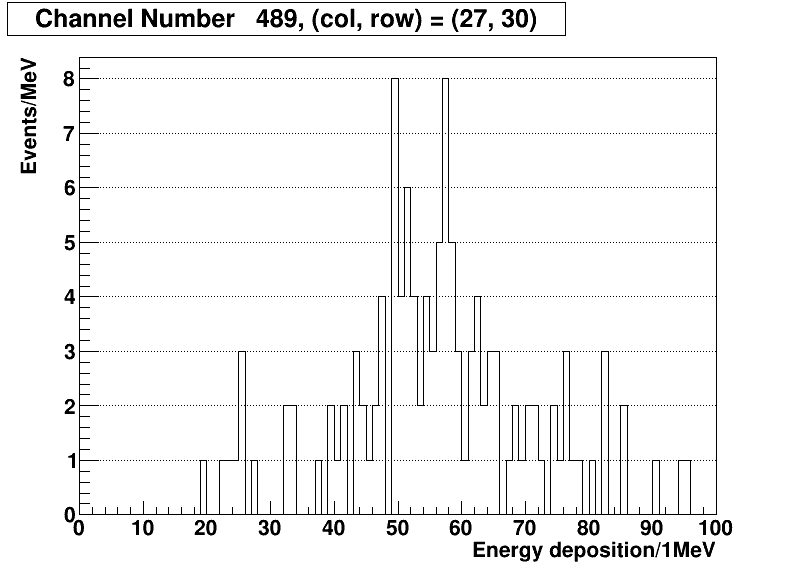 Channel Number 489, (col, row) = (27, 30)
Events/MeV
8
7
6
5
4
3
2
1
0
0 10 20 30 40 50 60 70 80 90 100
Energy deposition/1MeV